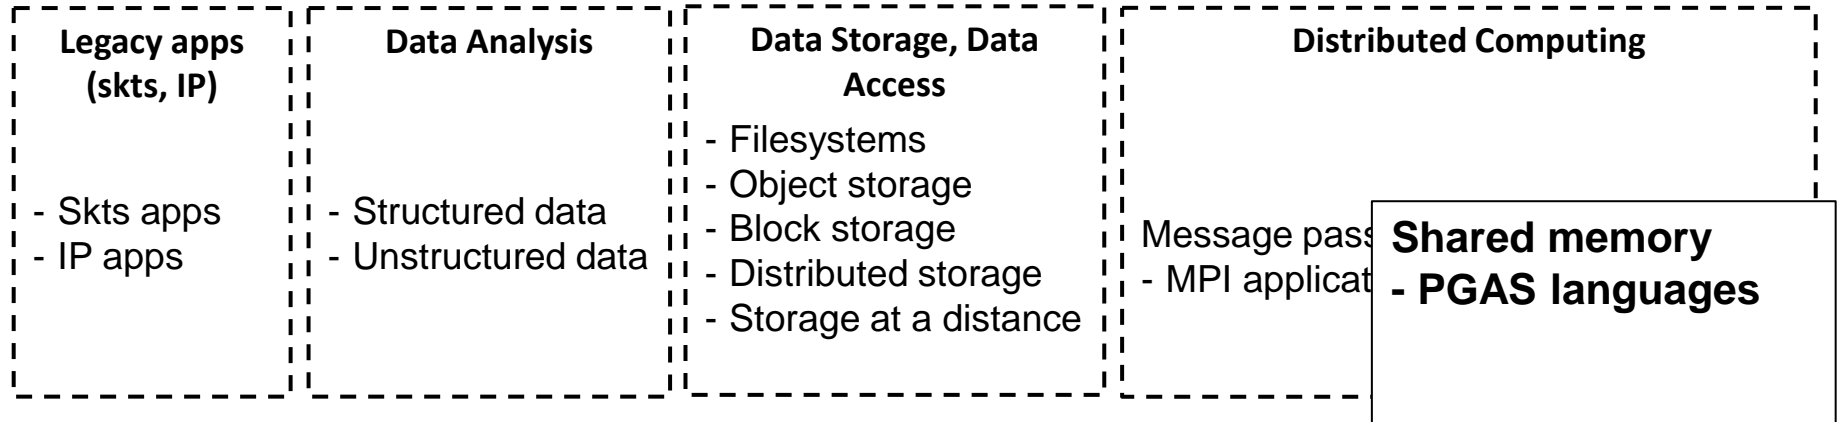 Legacy apps
(skts, IP)
- Skts apps
- IP apps
Data Analysis
- Structured data
- Unstructured data
Data Storage, Data
Access
- Filesystems
- Object storage
- Block storage
- Distributed storage
- Storage at a distance
Distributed Computing
Message pass
- MPI applicat
Shared memory
- PGAS languages